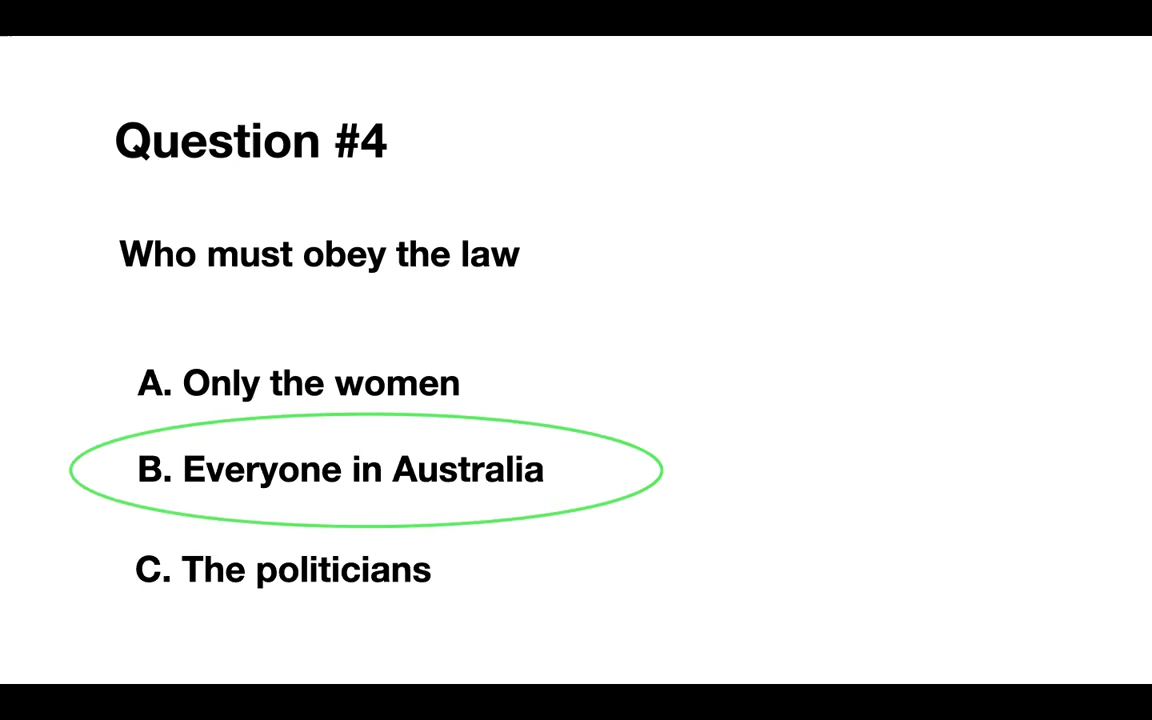 Question #4
Who must obey the law
A. Only the women
B. Everyone in Australia
C. The politicians